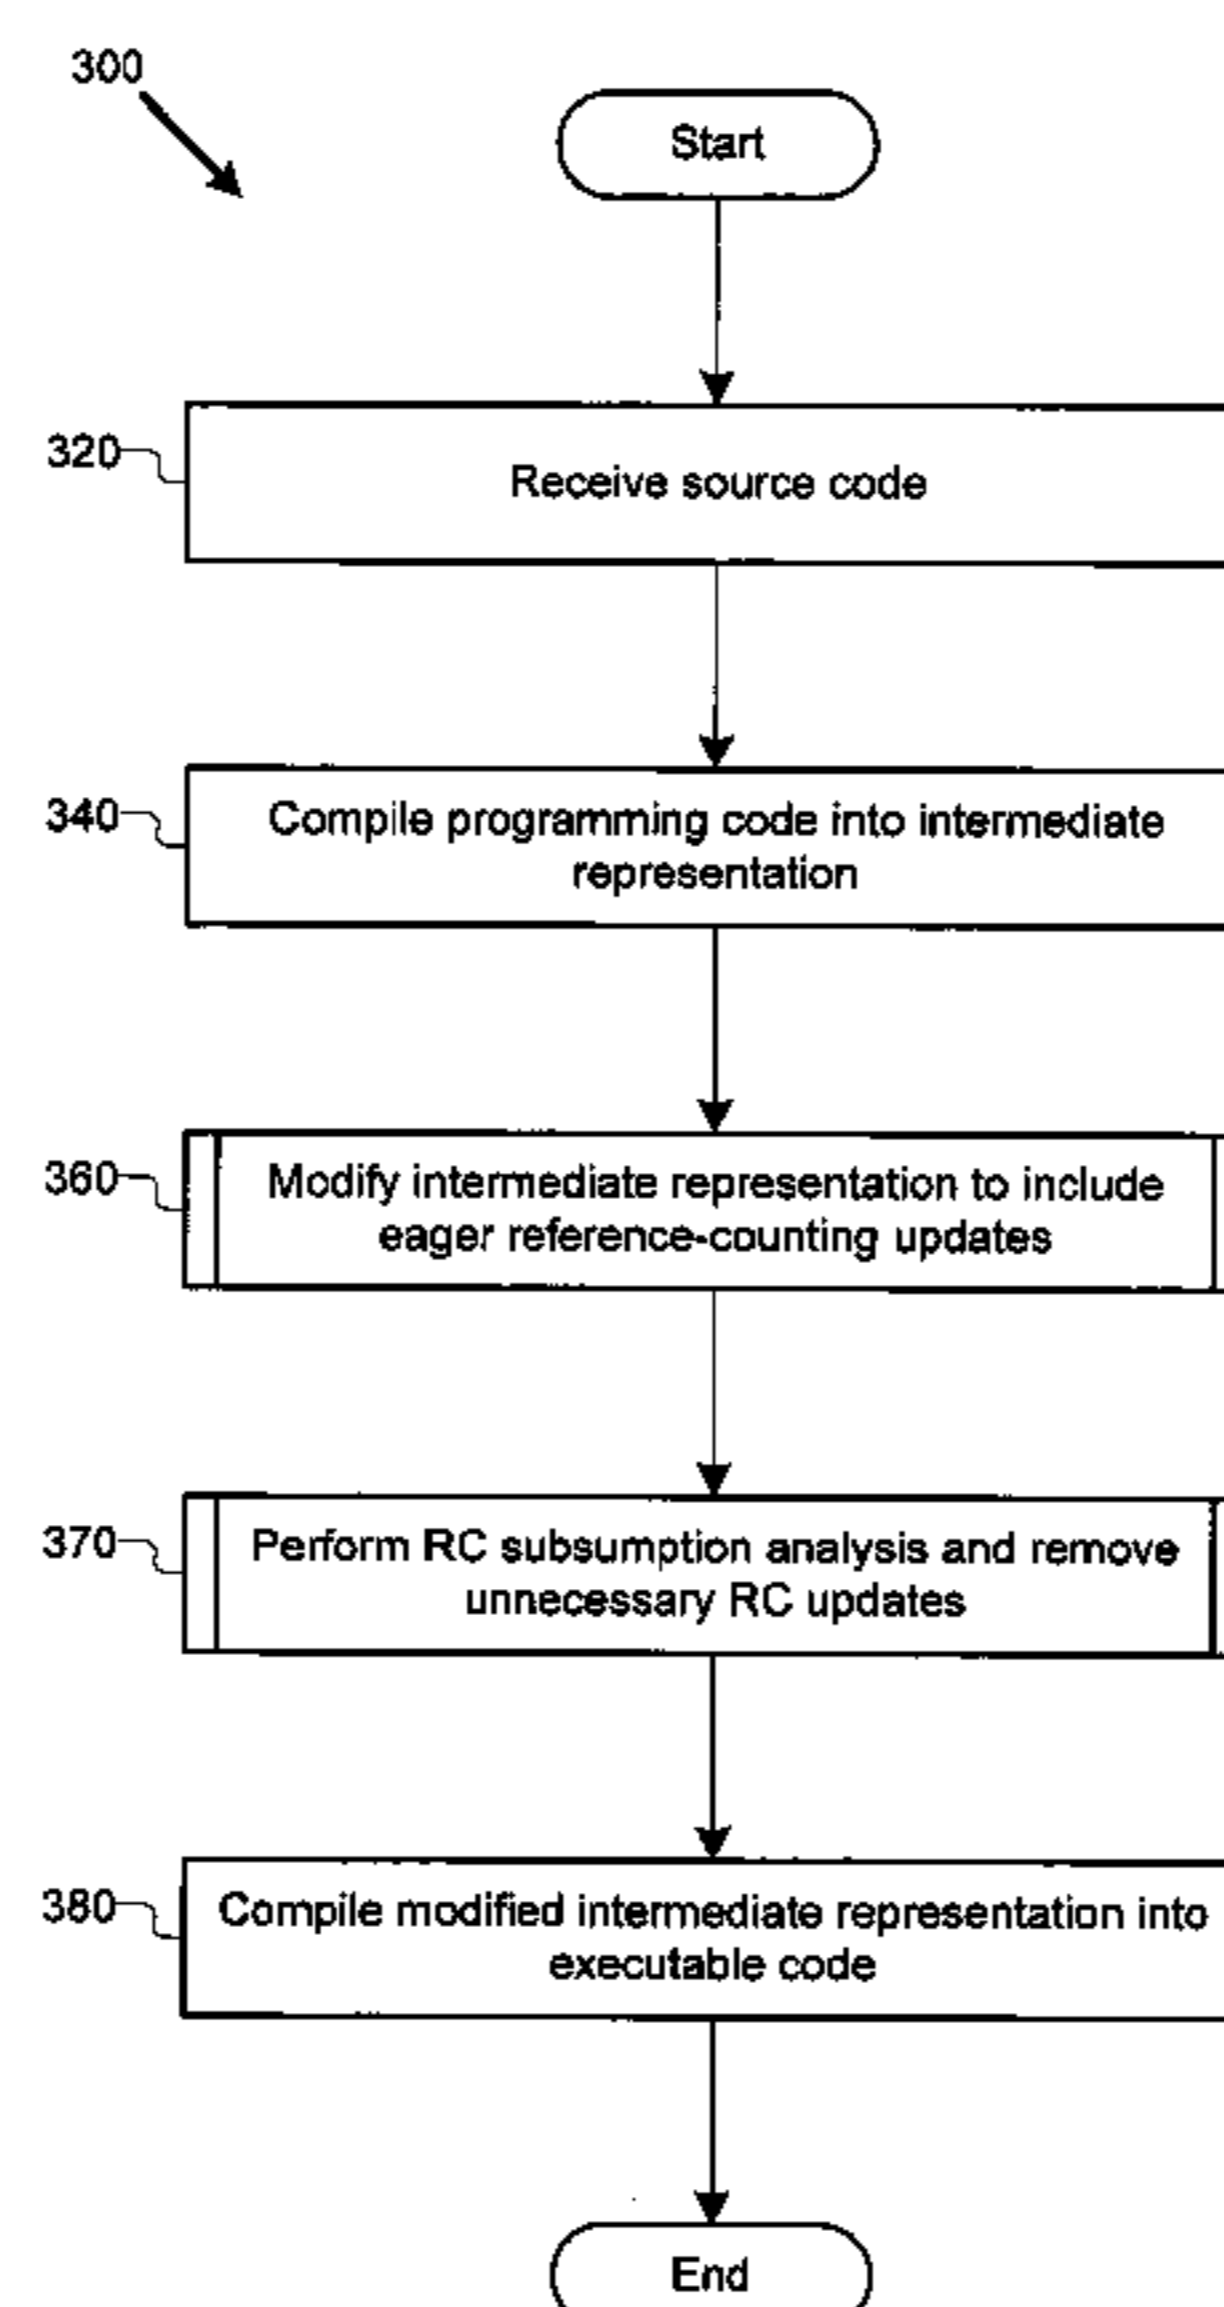 300
Start
320
Receive source code
340
Compile programming code into intermediate
representation
360
Modify intermediate representation to include
eager reference-counting updates
370
Perform RC subsumption analysis and remove
unnecessary RC updates
380
Compile modified intermediate representation into
executable code
End